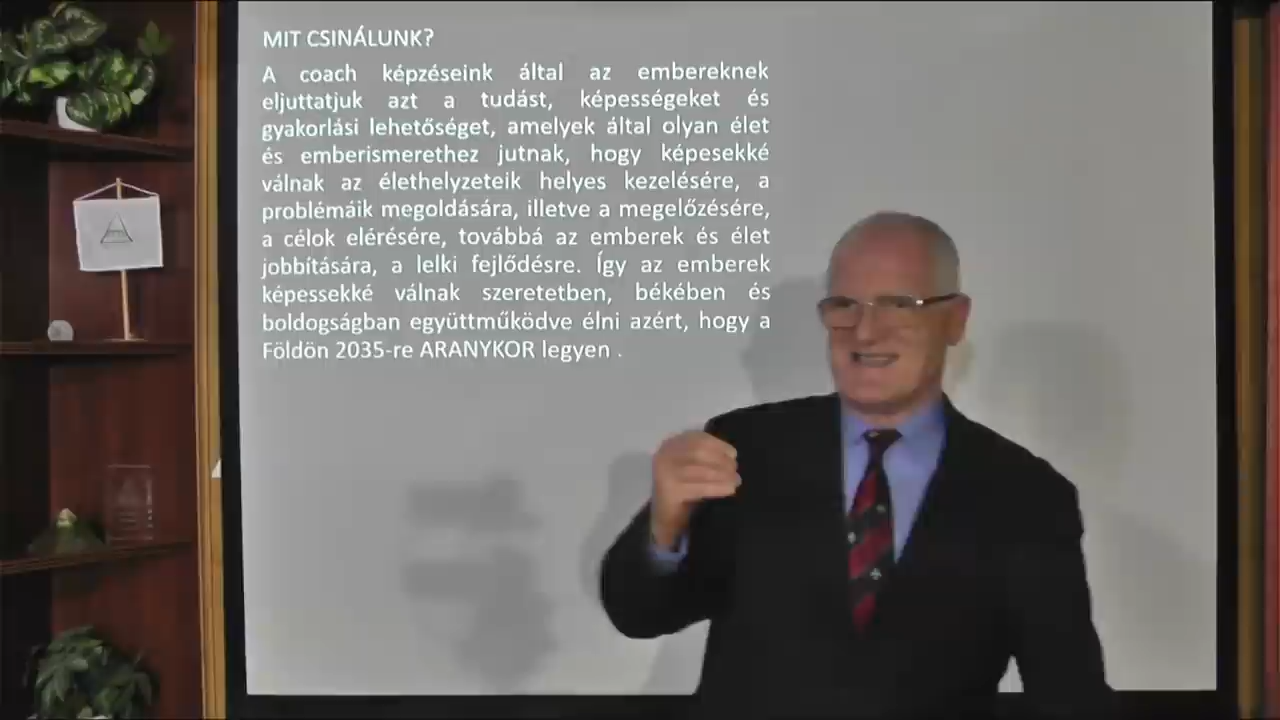 MIT CSINÁLUNK?
A coach képzéseink által az embereknek
eljuttatjuk azt a tudást, képességeket és
gyakorlási lehetőséget, amelyek által olyan élet
és emberismerethez jutnak, hogy képesekké
válnak az élethelyzeteik helyes kezelésére, a
problémáik megoldására, illetve a megelőzésére,
a célok elérésére, továbbá az emberek és élet
jobbítására, a lelki fejlődésre. Így az emberek
képessekké válnak szeretetben, békében és
boldogságban együttműködve élni azért, hogy a
Földön 2035-re ARANYKOR legyen .